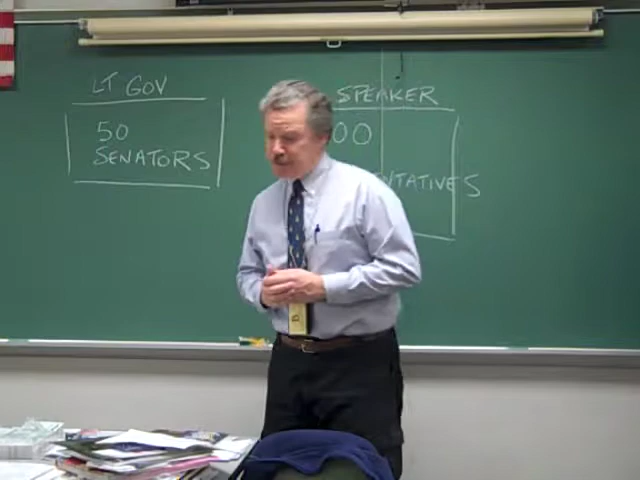 LT GOV
50
SENATORS
SPEAKER
00
NTATIVES